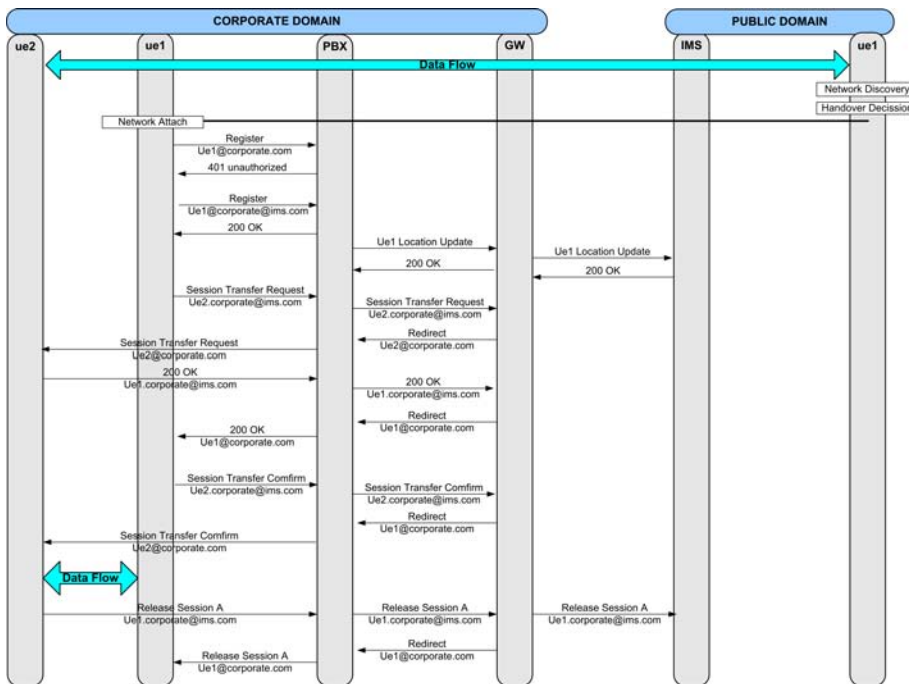 CORPORATE DOMAIN
PUBLIC DOMAIN
ue2
ue1
PBX
GW
IMS
ue1
Data Flow
Network Discovery
Handover Decission
Network Attach
Register
Ue1@corporate.com
401 unauthorized
Register
Ue1@corporate@ims.com
200 OK
Ue1 Location Update
Ue1 Location Update
200 OK
200 OK
Session Transfer Request
Ue2.corporate@ims.com
Session Transfer Request
Ue2.corporate@ims.com
Redirect
Ue2@corporate.com
Session Transfer Request
Ue2@corporate.com
200 OK
Ue1.corporate@ims.com
200 OK
Ue1.corporate@ims.com
Redirect
Ue1@corporate.com
200 OK
Ue1@corporate.com
Session Transfer Comfirm
Ue2.corporate@ims.com
Session Transfer Comfirm
Ue2.corporate@ims.com
Redirect
Ue1@corporate.com
Session Transfer Comfirm
Ue2@corporate.com
Data Flow
Release Session A
Ue1.corporate@ims.com
Release Session A
Ue1.corporate@ims.com
Release Session A
Ue1.corporate@ims.com
Redirect
Ue1@corporate.com
Release Session A
Ue1@corporate.com